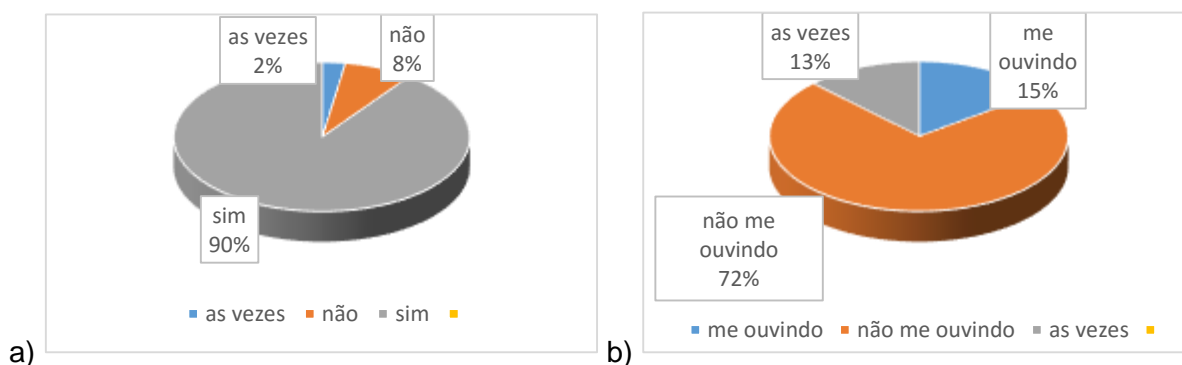 as vezes
2%
não
8%
sim
90%
as vezes não sim
a)
as vezes
13%
me
ouvindo
15%
não me
ouvindo
72%
me ouvindo não me ouvindo as vezes
b)